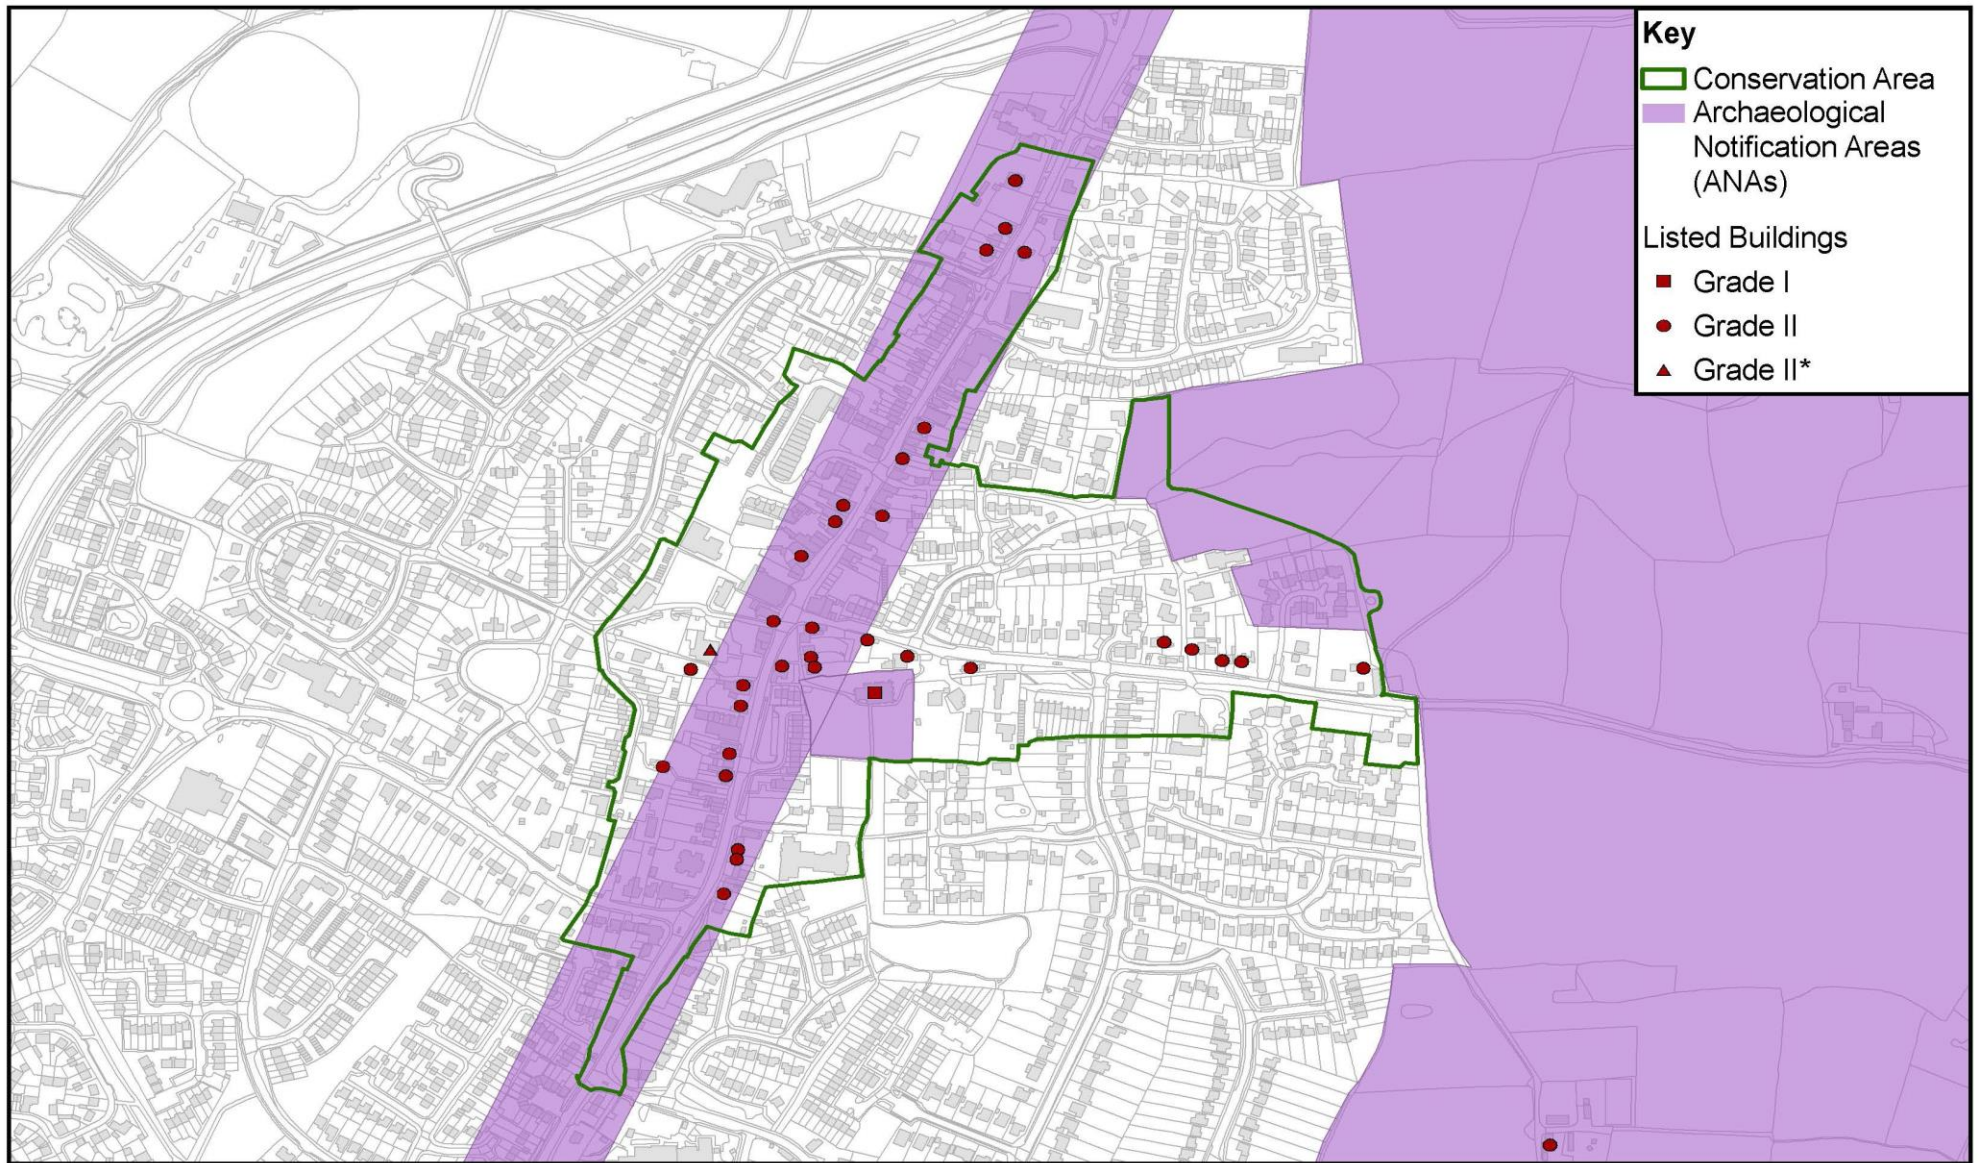 Key
Conservation Area
Archaeological
Notification Areas
(ANAs)
Listed Buildings
Grade I
Grade II
Grade II*